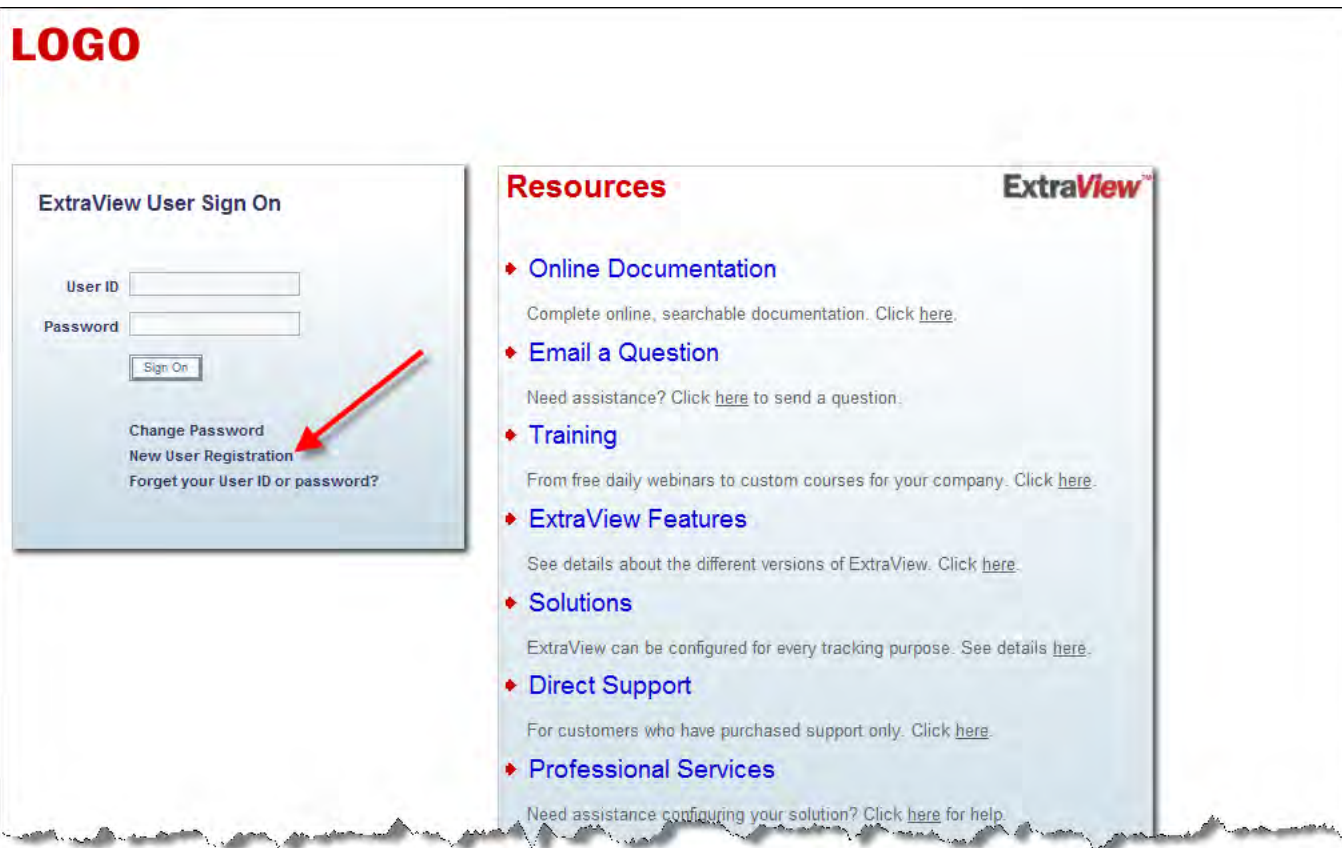 LOGO
ExtraView User Sign On
User ID
Password
Sign On
Change Password
New User Registration
Forget your User ID or password?
Resources
ExtraView™
Online Documentation
Complete online, searchable documentation. Click here.
Email a Question
Need assistance? Click here to send a question.
Training
From free daily webinars to custom courses for your company. Click here.
ExtraView Features
See details about the different versions of ExtraView. Click here.
Solutions
ExtraView can be configured for every tracking purpose. See details here.
Direct Support
For customers who have purchased support only. Click here.
Professional Services
Need assistance configuring your solution? Click here for help.